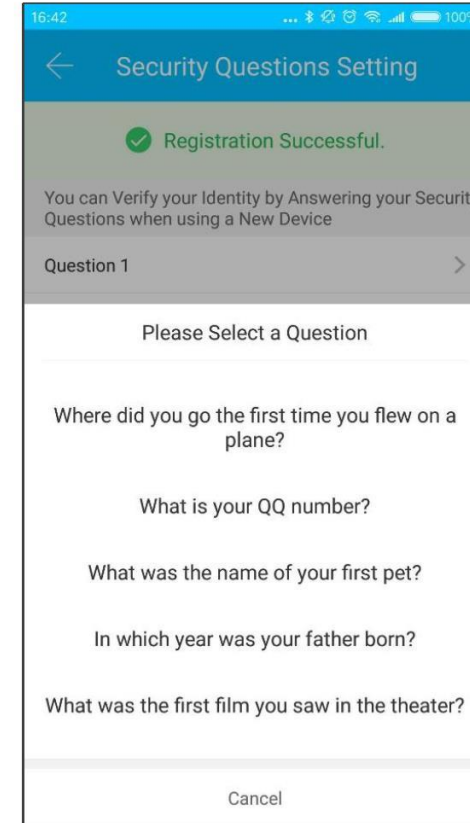 16:42 ... 100%
Security Questions Setting
Registration Successful.
You can Verify your Identity by Answering your Securit
Questions when using a New Device
Question 1
Please Select a Question
Where did you go the first time you flew on a
plane?
What is your QQ number?
What was the name of your first pet?
In which year was your father born?
What was the first film you saw in the theater?
Cancel